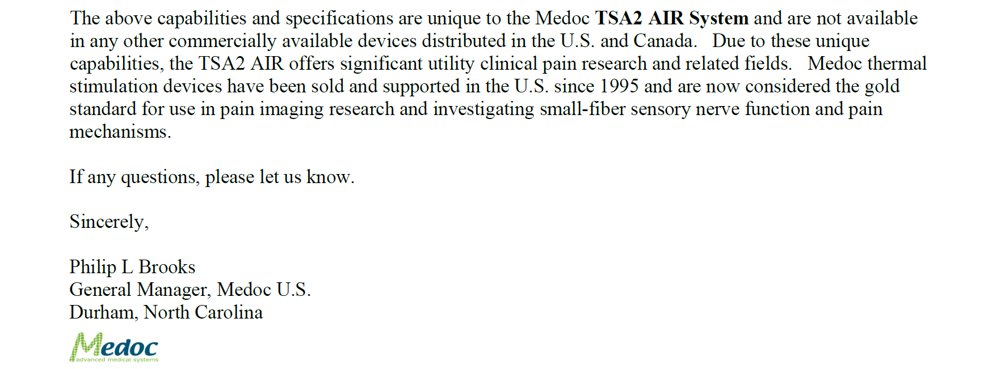 The above capabilities and specifications are unique to the Medoc TSA2 AIR System and are not available
in any other commercially available devices distributed in the U.S. and Canada.   Due to these unique
capabilities, the TSA2 AIR offers significant utility clinical pain research and related fields.   Medoc thermal
stimulation devices have been sold and supported in the U.S. since 1995 and are now considered the gold
standard for use in pain imaging research and investigating small-fiber sensory nerve function and pain
mechanisms.
If any questions, please let us know.
Sincerely,
Philip L Brooks
General Manager, Medoc U.S.
Durham, North Carolina
Medoc
advanced medical systems